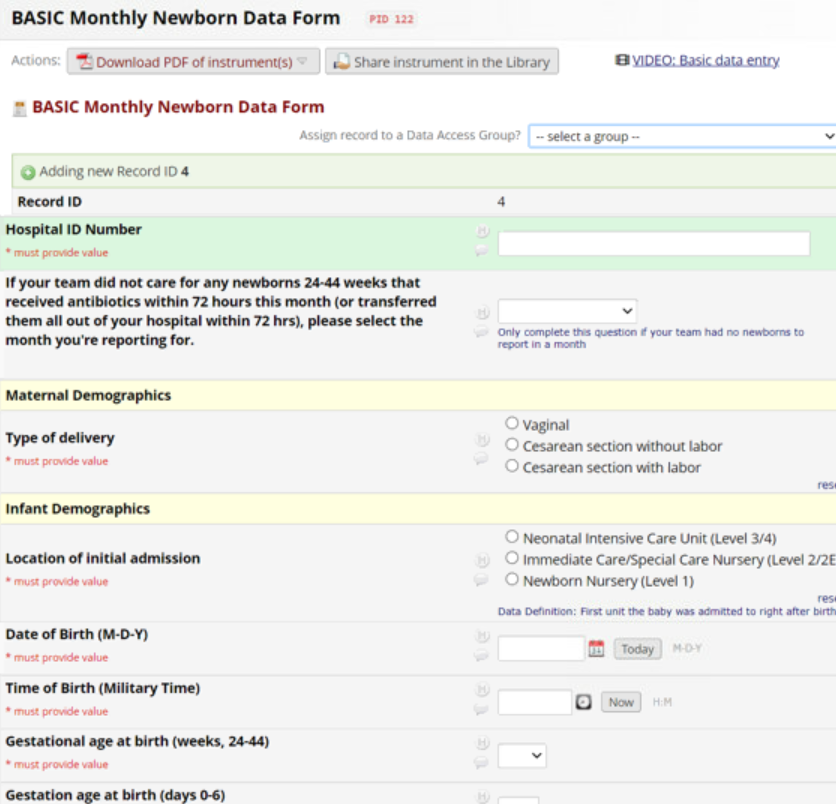 BASIC Monthly Newborn Data Form PID 122
Actions: Download PDF of instrument(s) Share instrument in the Library VIDEO: Basic data entry
BASIC Monthly Newborn Data Form
Assign record to a Data Access Group? -- select a group --
Adding new Record ID 4
Record ID 4
Hospital ID Number
* must provide value
If your team did not care for any newborns 24-44 weeks that
received antibiotics within 72 hours this month (or transferred
them all out of your hospital within 72 hrs), please select the
month you're reporting for.
Only complete this question if your team had no newborns to
report in a month
Maternal Demographics
Type of delivery
* must provide value
Vaginal
Cesarean section without labor
Cesarean section with labor
rese
Infant Demographics
Location of initial admission
* must provide value
Neonatal Intensive Care Unit (Level 3/4)
Immediate Care/Special Care Nursery (Level 2/2E
Newborn Nursery (Level 1)
rese
Data Definition: First unit the baby was admitted to right after birth
Date of Birth (M-D-Y)
* must provide value
31 Today M-D-Y
Time of Birth (Military Time)
* must provide value
Now H:M
Gestational age at birth (weeks, 24-44)
* must provide value
Gestation age at birth (days 0-6)